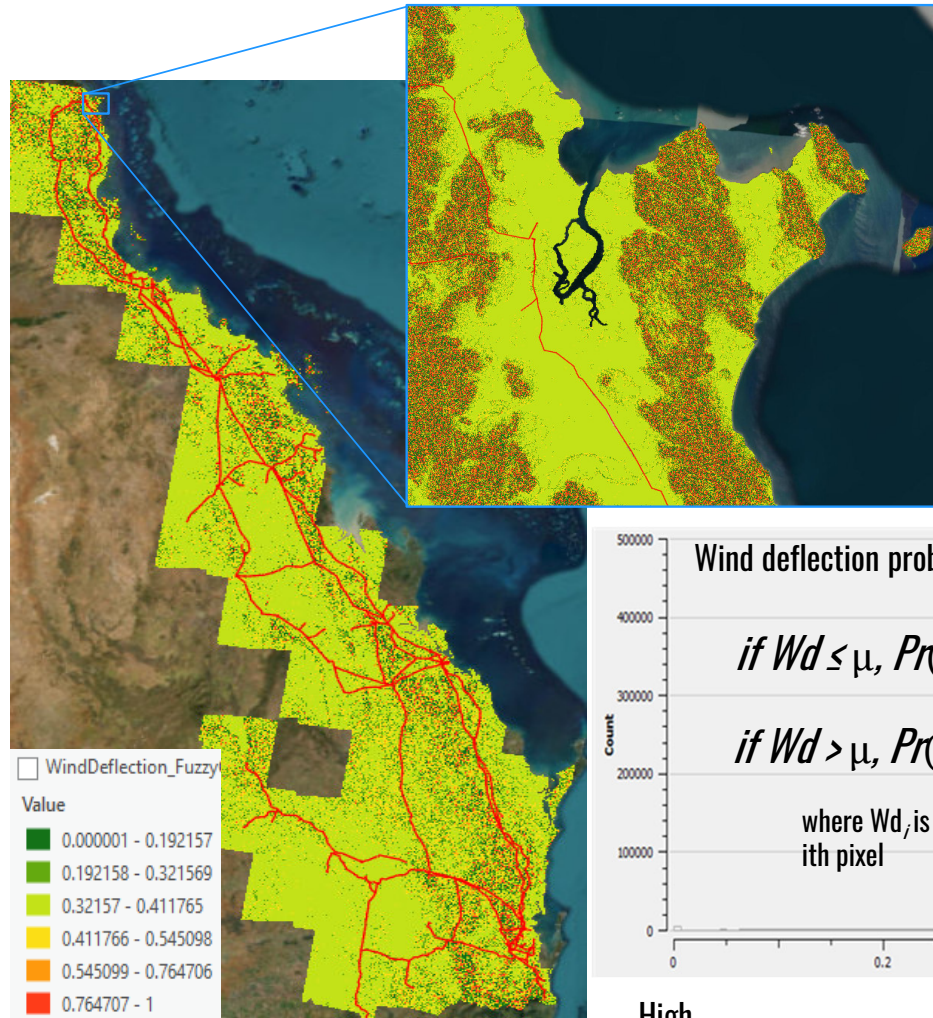 WindDeflection_Fuzzy
Value
0.000001 - 0.192157
0.192158 - 0.321569
0.32157 - 0.411765
0.411766 - 0.545098
0.545099 - 0.764706
0.764707 - 1
Wind deflection prob
if Wd ≤ μ, Pr(
if Wd > μ, Pr(
where Wdᵢ is
ith pixel
Count
500000
400000
300000
200000
100000
0
0
0.2
High